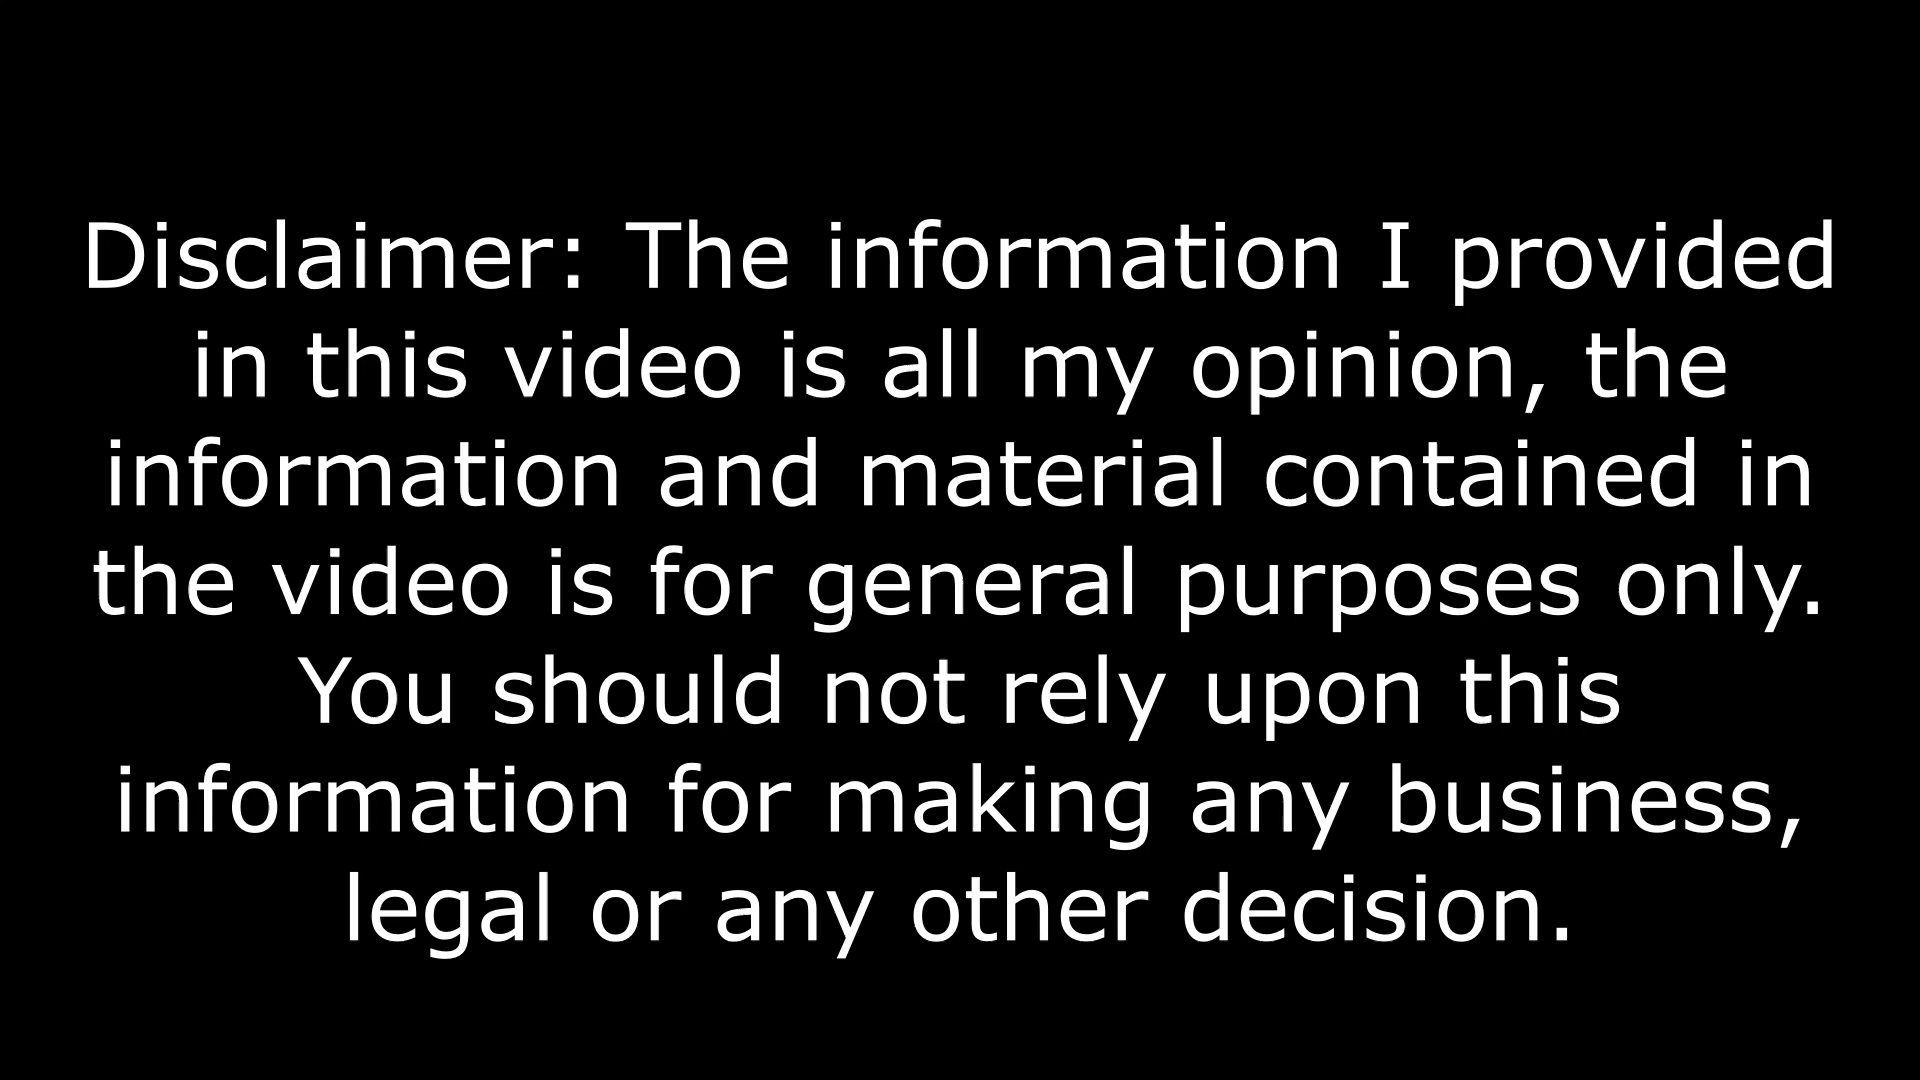 Disclaimer: The information I provided
in this video is all my opinion, the
information and material contained in
the video is for general purposes only.
You should not rely upon this
information for making any business,
legal or any other decision.